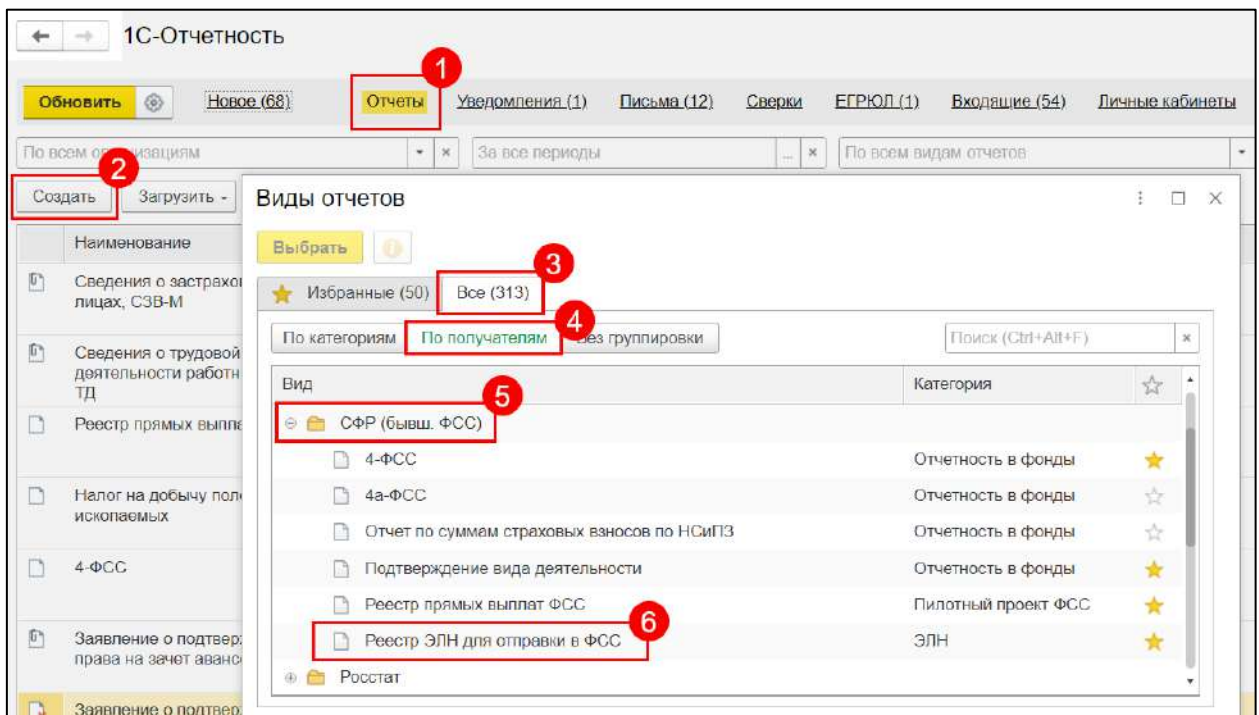 1С-Отчетность
1
Обновить Новое (68) Отчеты Уведомления (1) Письма (12) Сверки ЕГРЮЛ (1) Входящие (54) Личные кабинеты
По всем организациям За все периоды ... По всем видам отчетов
2
Создать Загрузить
Виды отчетов
Наименование
Выбрать
3
Сведения о застрахо
лицах, СЗВ-М
Избранные (50) Все (313)
4
По категориям По получателям Без группировки Поиск (Ctrl+Alt+F)
Сведения о трудовой
деятельности работн
ТД
Вид Категория
5
Реестр прямых выпла
СФР (бывш. ФСС)
4-ФСС Отчетность в фонды
Налог на добычу пол
ископаемых
4а-ФСС Отчетность в фонды
Отчет по суммам страховых взносов по НСиПЗ Отчетность в фонды
4-ФСС
Подтверждение вида деятельности Отчетность в фонды
Реестр прямых выплат ФСС Пилотный проект ФСС
6
Заявление о подтвер
права на зачет аванс
Реестр ЭЛН для отправки в ФСС ЭЛН
Росстат
Заявление о подтвер